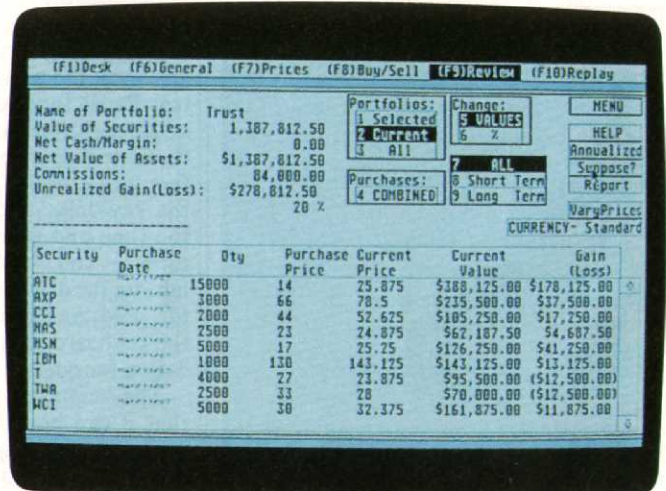 (F1)Desk (F6)General (F7)Prices (F8)Buy/Sell (F9)Review (F10)Replay
Name of Portfolio: Trust
Value of Securities: 1,387,812.50
Net Cash/Margin: 0.00
Net Value of Assets: $1,387,812.50
Commissions: 84,000.00
Unrealized Gain(Loss): $278,812.50
20 %
Portfolios:
1 Selected
2 Current
3 All
Purchases:
4 COMBINED
Change:
5 VALUES
6 %
7 ALL
8 Short Term
9 Long Term
MENU
HELP
Annualized
Suppose?
Report
VaryPrices
CURRENCY- Standard
Security Purchase Date Qty Purchase Price Current Price Current Value Gain (Loss)
ATC 15000 14 25.875 $388,125.00 $178,125.00
AXP 3000 66 78.5 $235,500.00 $37,500.00
CCI 2000 44 52.625 $105,250.00 $17,250.00
MAS 2500 23 24.875 $62,187.50 $4,687.50
MSM 5000 17 25.25 $126,250.00 $41,250.00
IBM 1000 130 143.125 $143,125.00 $13,125.00
T 4000 27 23.875 $95,500.00 ($12,500.00)
TWA 2500 33 28 $70,000.00 ($12,500.00)
WCI 5000 30 32.375 $161,875.00 $11,875.00